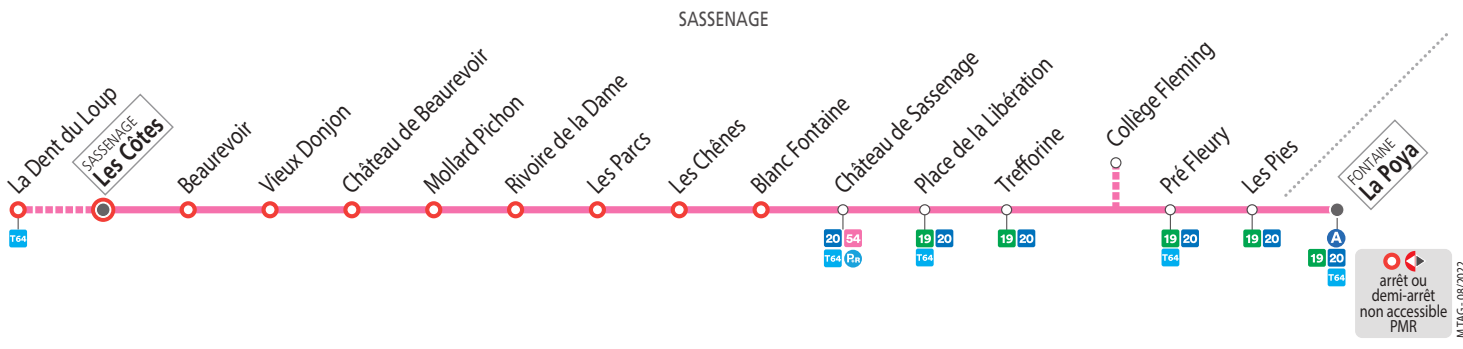 SASSENAGE
La Dent du Loup
SASSENAGE
Les Côtes
Beaurevoir
Vieux Donjon
Château de Beaurevoir
Mollard Pichon
Rivoire de la Dame
Les Parcs
Les Chênes
Blanc Fontaine
Château de Sassenage
Place de la Libération
Trefforine
Collège Fleming
Pré Fleury
Les Pies
FONTAINE
La Poya
T64
20 54
T64 P+R
19 20
T64
19 20
19 20
T64
19 20
A
19 20
T64
arrêt ou
demi-arrêt
non accessible
PMR
M TAG - 08/2022